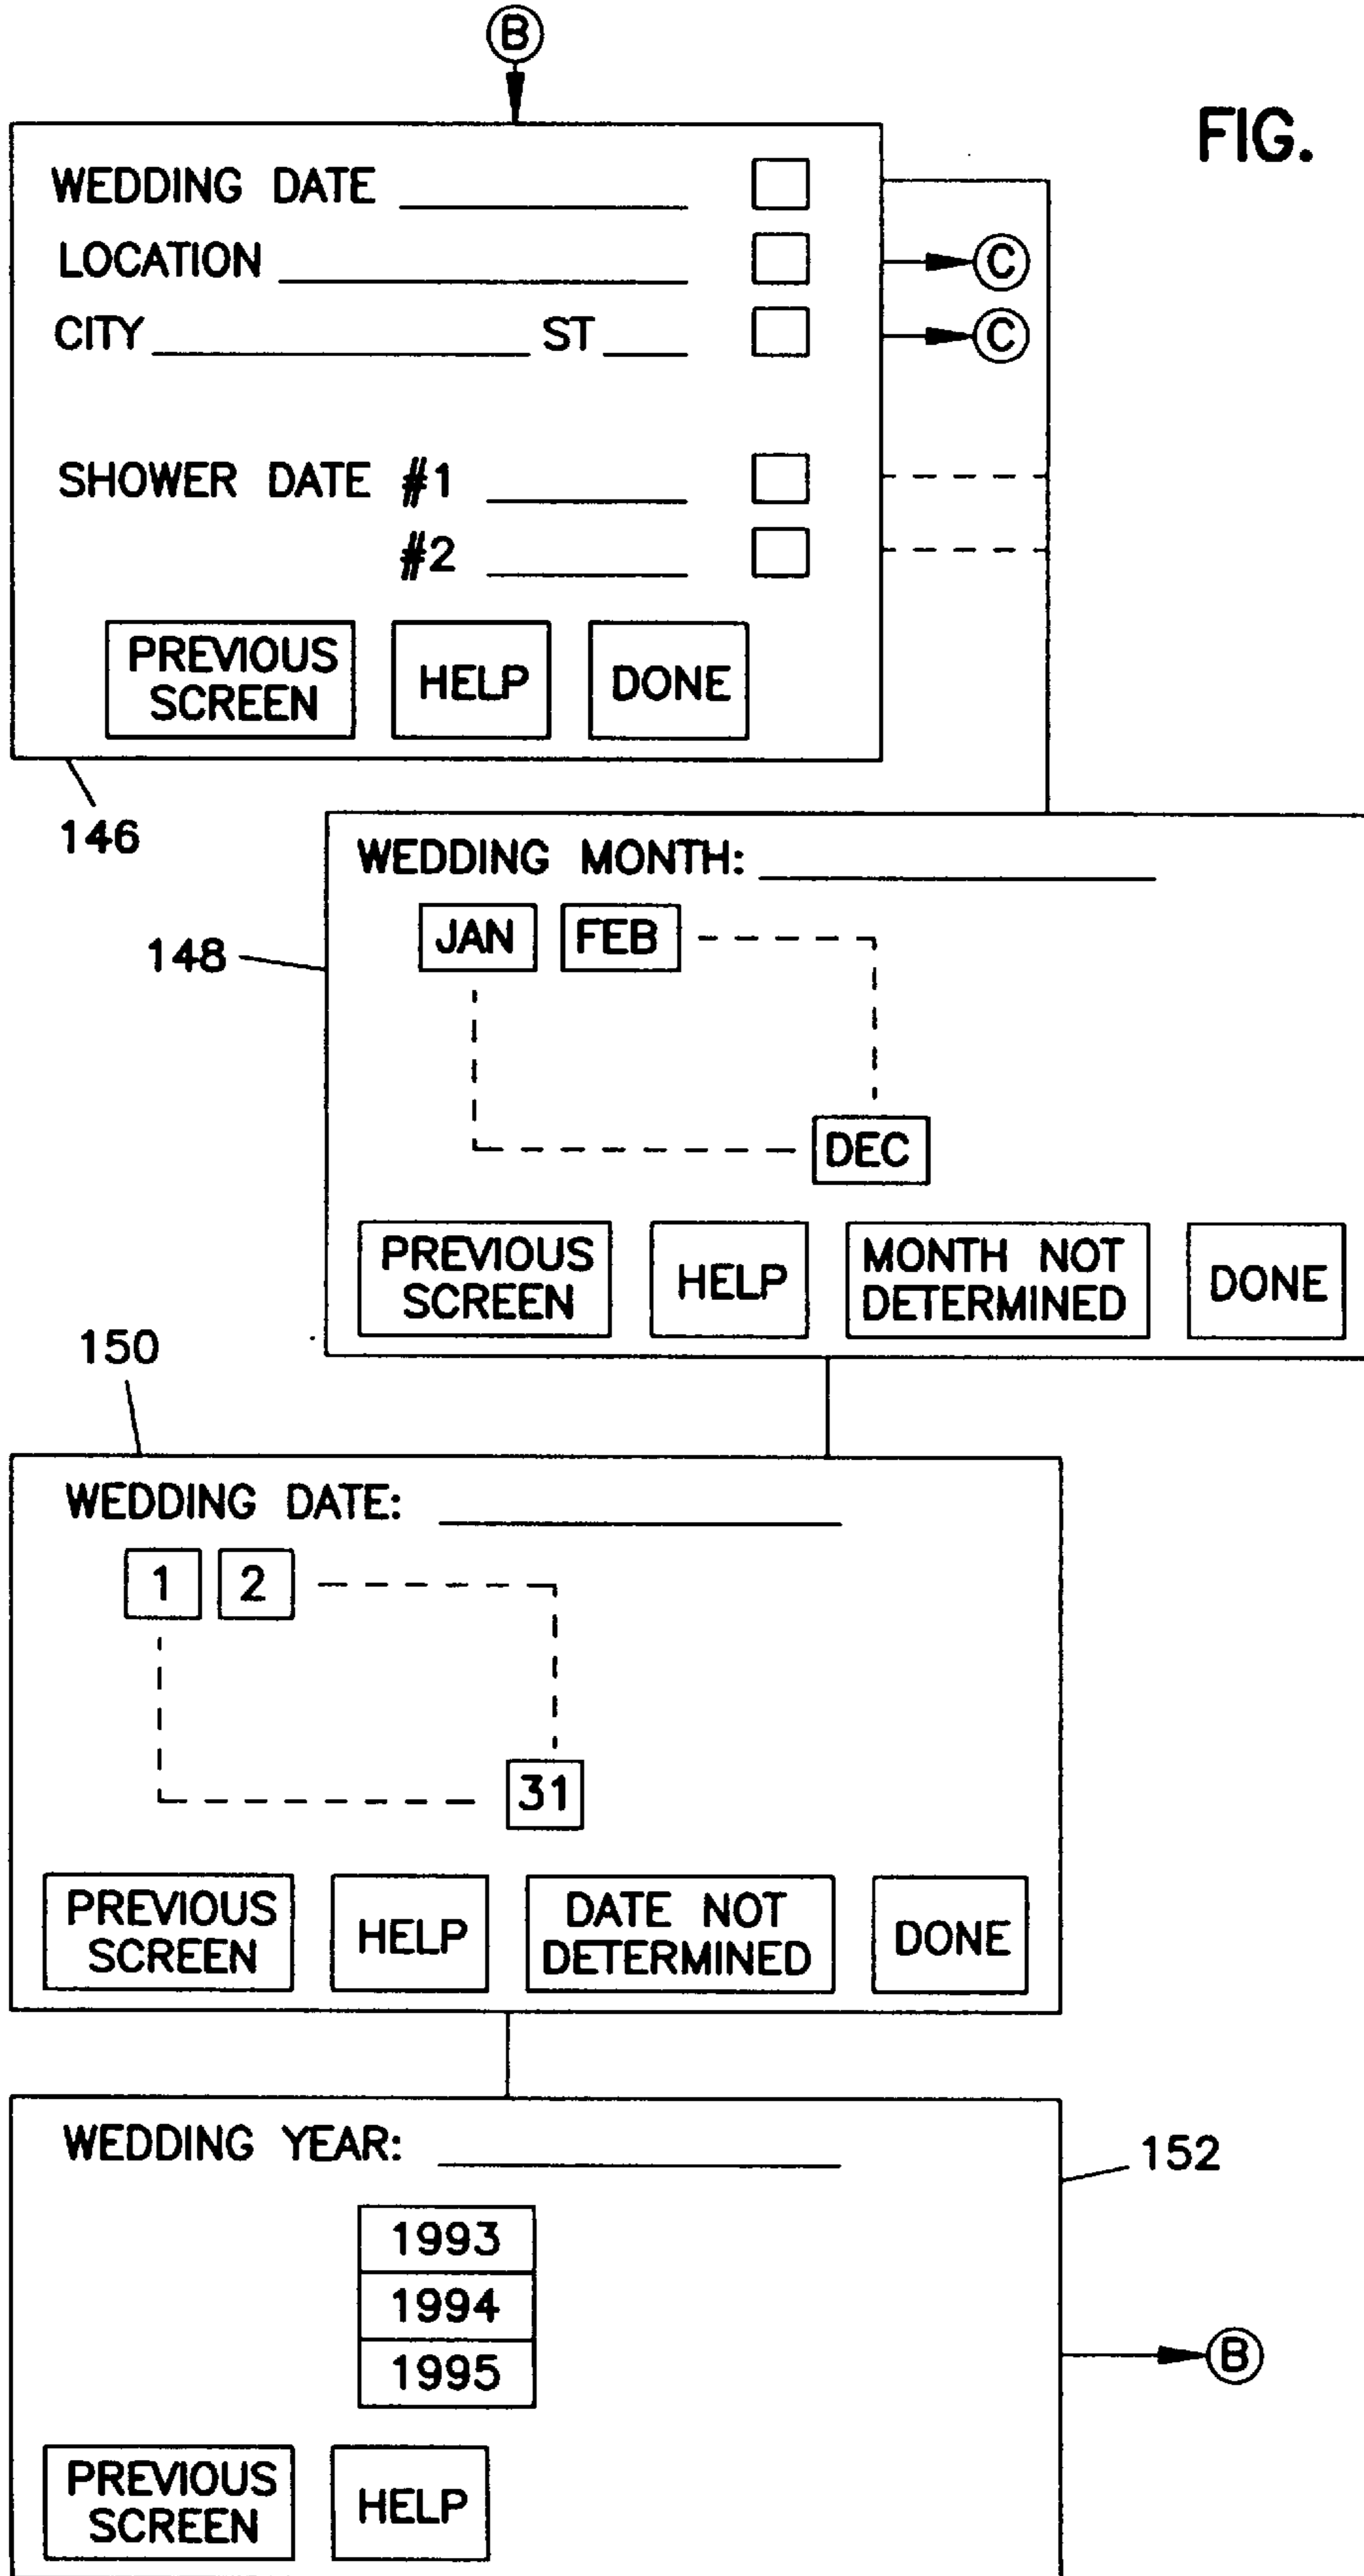 B
FIG.
WEDDING DATE
LOCATION
C
CITY ST
C
SHOWER DATE #1
#2
PREVIOUS
SCREEN
HELP
DONE
146
WEDDING MONTH:
JAN
FEB
148
DEC
PREVIOUS
SCREEN
HELP
MONTH NOT
DETERMINED
DONE
150
WEDDING DATE:
1
2
31
PREVIOUS
SCREEN
HELP
DATE NOT
DETERMINED
DONE
WEDDING YEAR:
152
1993
1994
1995
B
PREVIOUS
SCREEN
HELP